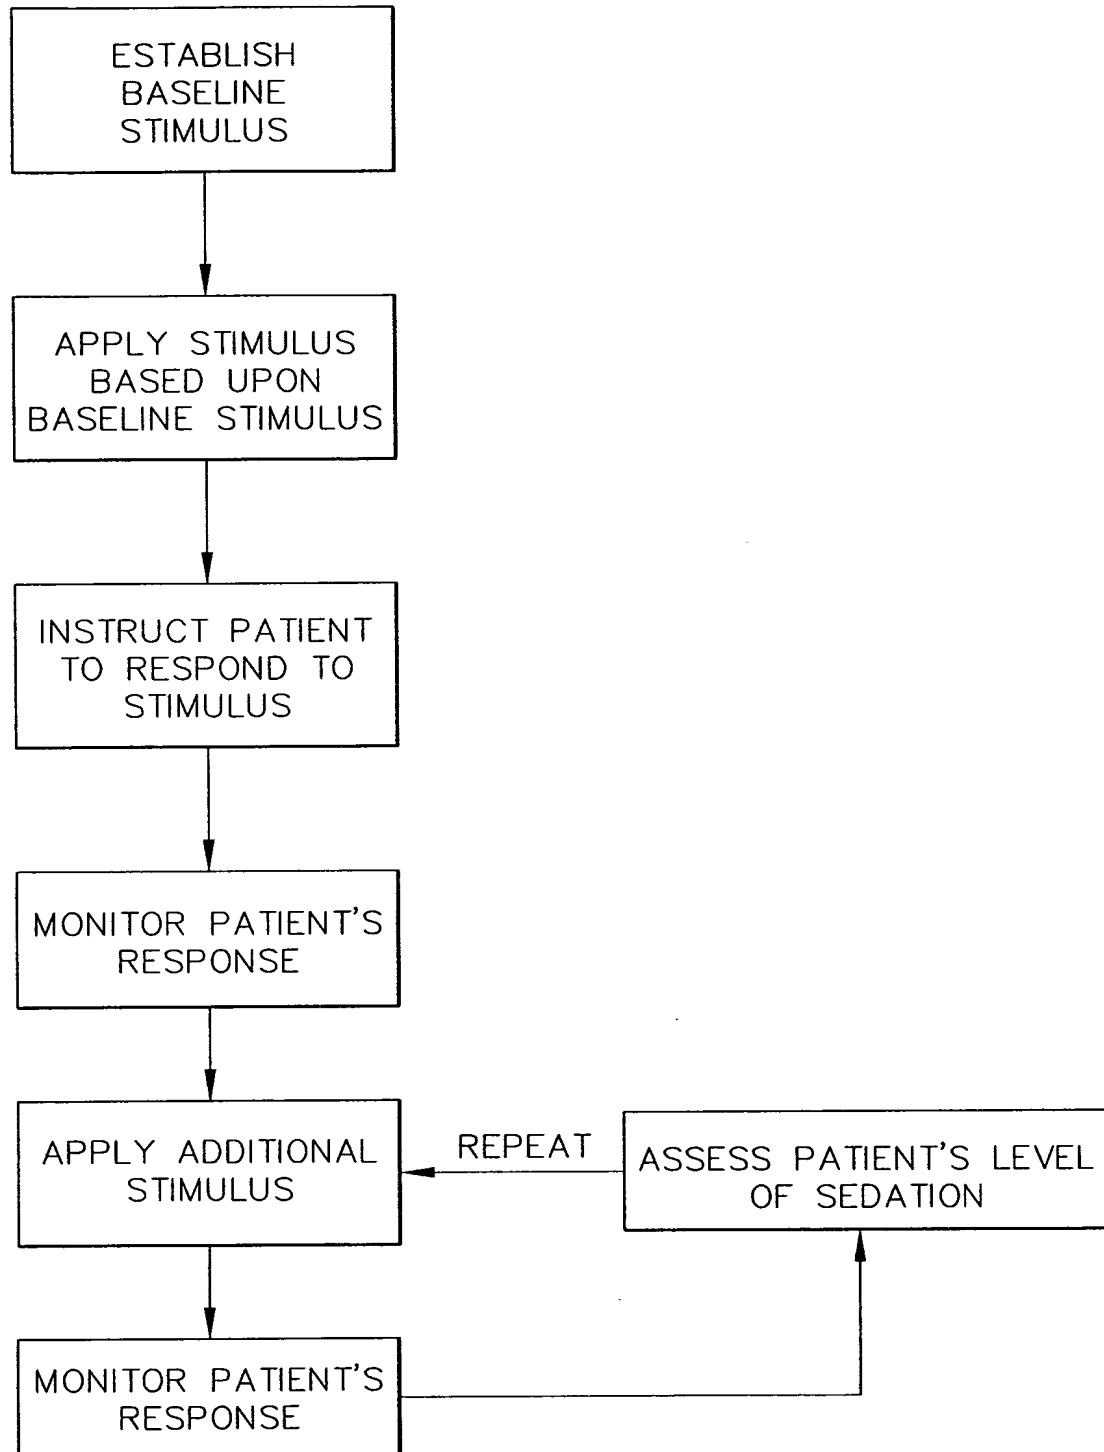 ESTABLISH
BASELINE
STIMULUS
APPLY STIMULUS
BASED UPON
BASELINE STIMULUS
INSTRUCT PATIENT
TO RESPOND TO
STIMULUS
MONITOR PATIENT'S
RESPONSE
APPLY ADDITIONAL
STIMULUS
REPEAT
ASSESS PATIENT'S LEVEL
OF SEDATION
MONITOR PATIENT'S
RESPONSE